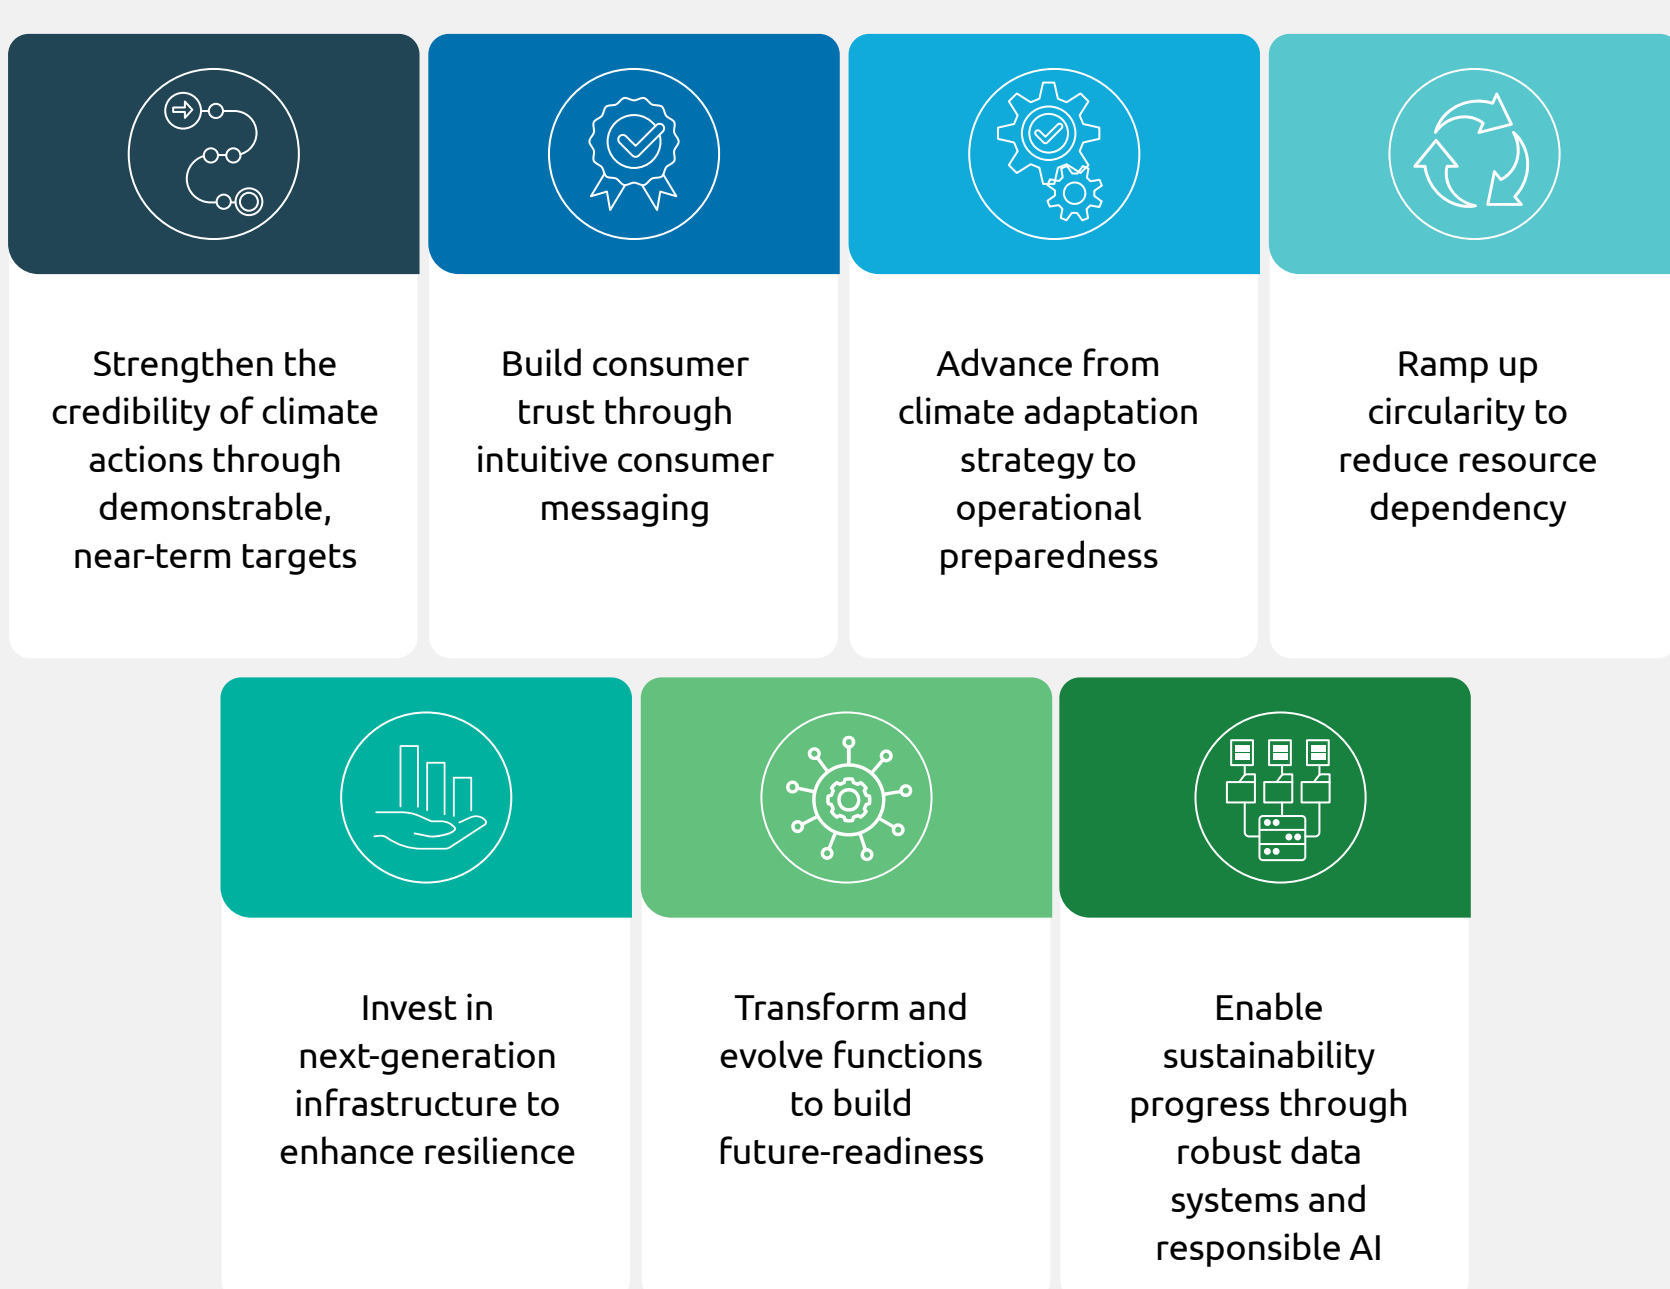 Strengthen the
credibility of climate
actions through
demonstrable,
near-term targets
Build consumer
trust through
intuitive consumer
messaging
Advance from
climate adaptation
strategy to
operational
preparedness
Ramp up
circularity to
reduce resource
dependency
Invest in
next-generation
infrastructure to
enhance resilience
Transform and
evolve functions
to build
future-readiness
Enable
sustainability
progress through
robust data
systems and
responsible AI